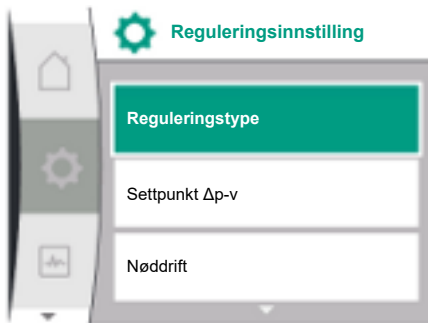 Reguleringsinnstilling
Reguleringstype
Settpunkt Δp-v
Nøddrift